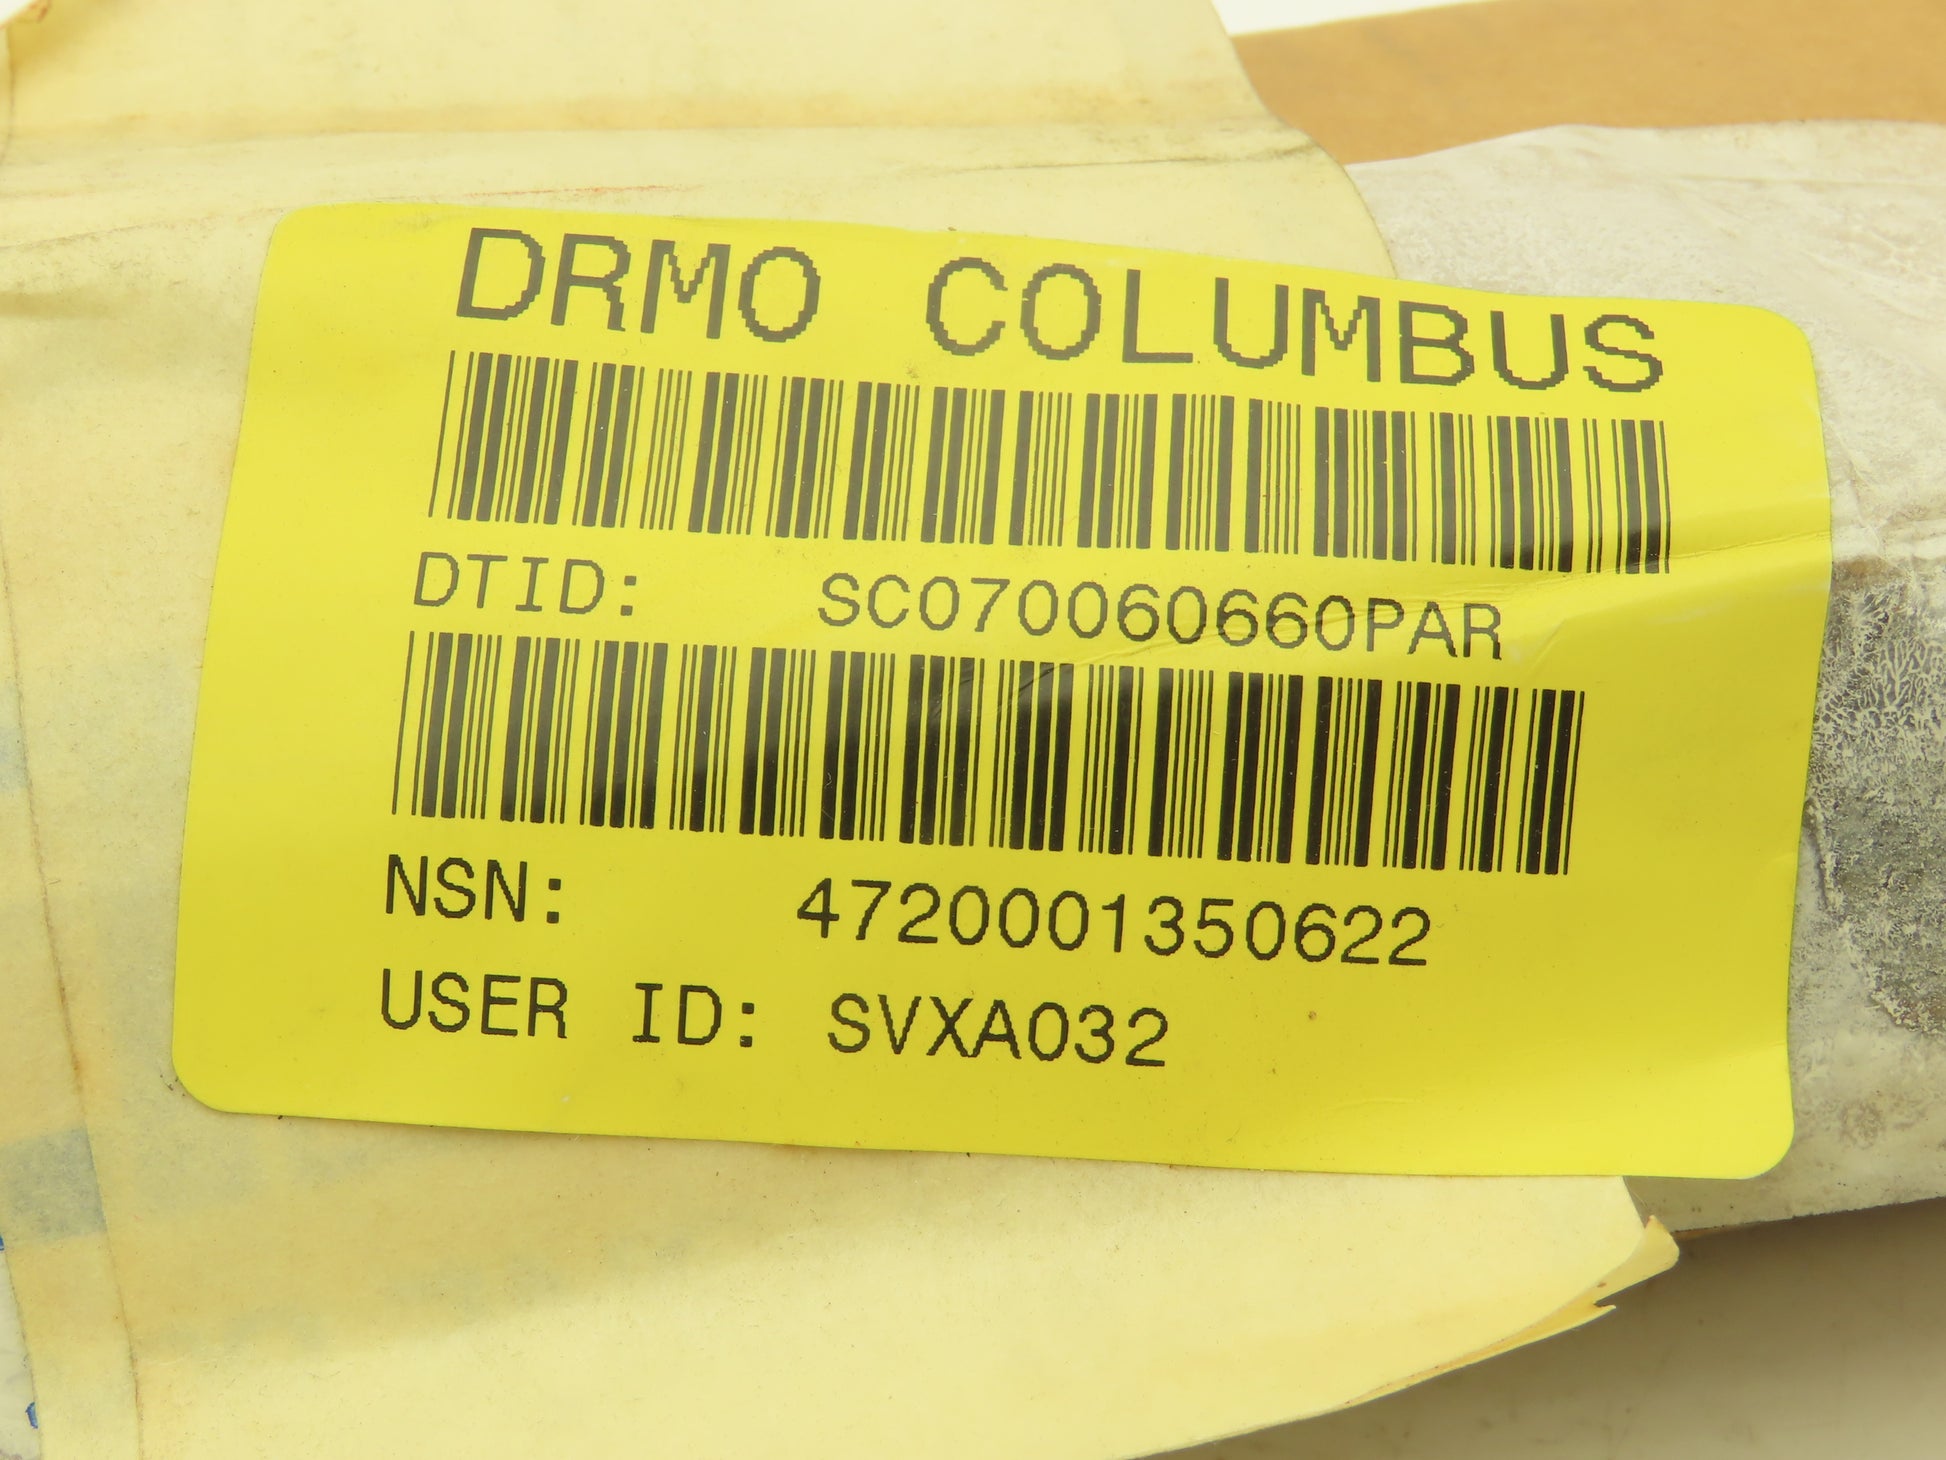 DRMO COLUMBUS
DTID: SC070060660PAR
NSN: 4720001350622
USER ID: SVXA032